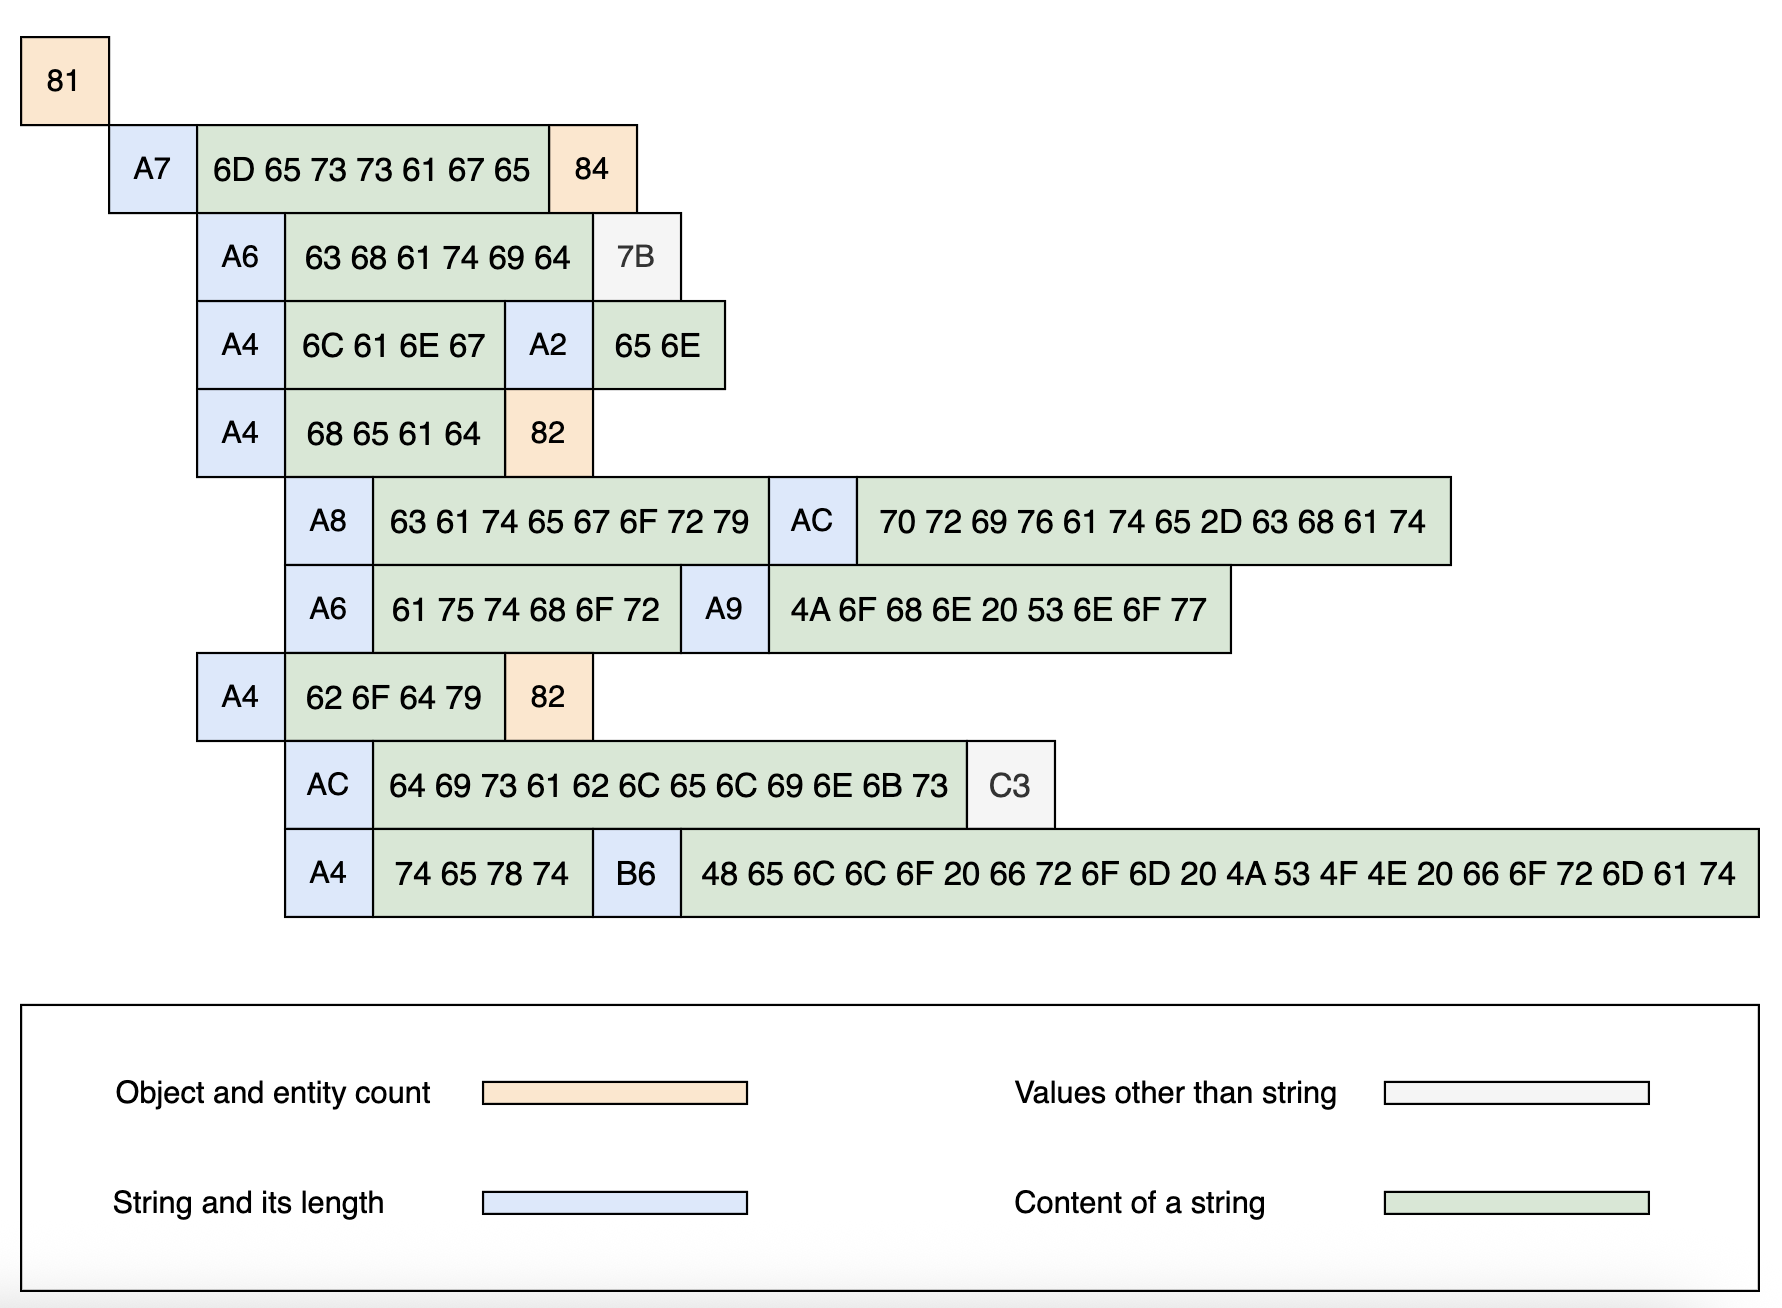 81
A7 6D 65 73 73 61 67 65 84
A6 63 68 61 74 69 64 7B
A4 6C 61 6E 67 A2 65 6E
A4 68 65 61 64 82
A8 63 61 74 65 67 6F 72 79 AC 70 72 69 76 61 74 65 2D 63 68 61 74
A6 61 75 74 68 6F 72 A9 4A 6F 68 6E 20 53 6E 6F 77
A4 62 6F 64 79 82
AC 64 69 73 61 62 6C 65 6C 69 6E 6B 73 C3
A4 74 65 78 74 B6 48 65 6C 6C 6F 20 66 72 6F 6D 20 4A 53 4F 4E 20 66 6F 72 6D 61 74
Object and entity count
Values other than string
String and its length
Content of a string